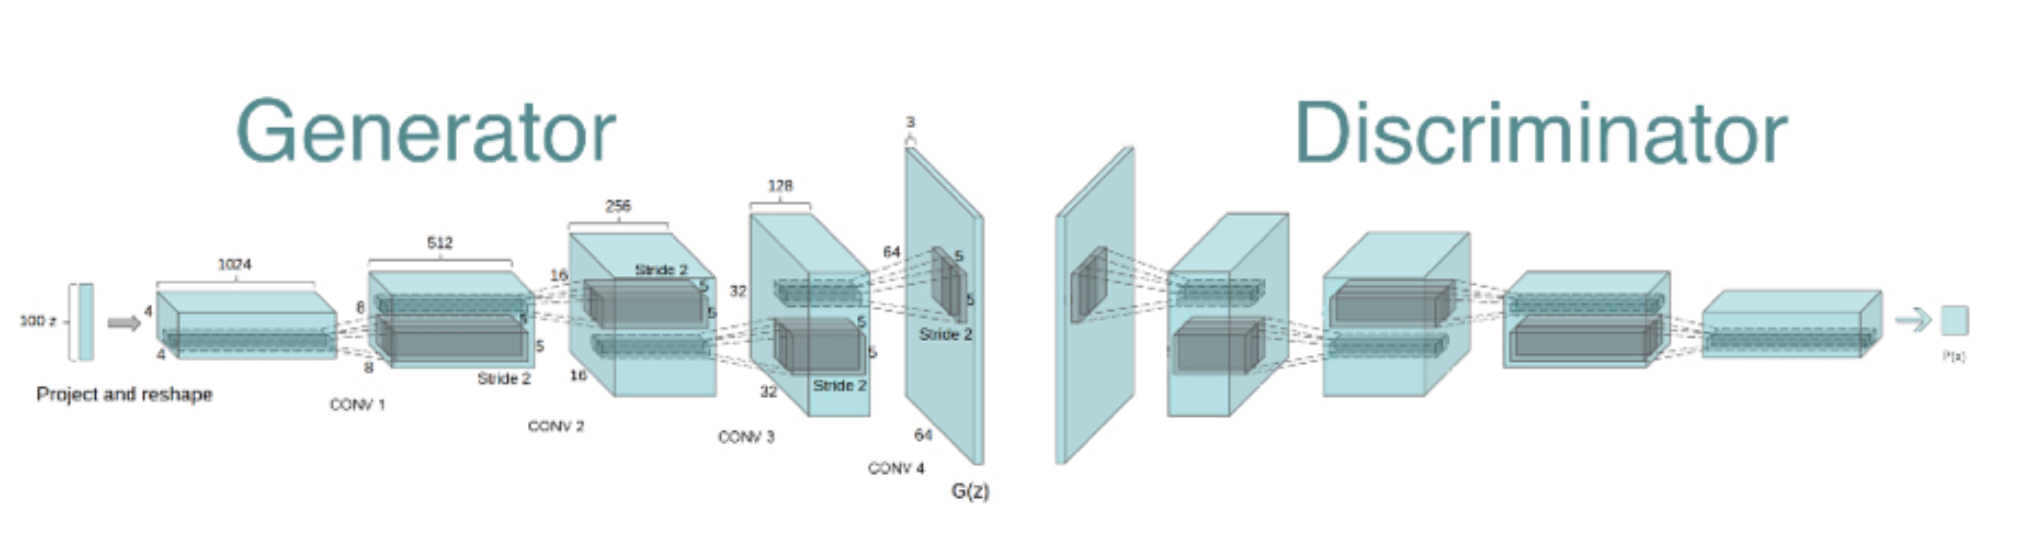 Generator
Discriminator
3
128
256
512
1024
64
16
Stride 2
5
5
5
32
4
8
100 z
5
5
5
5
5
Stride 2
4
8
Stride 2
16
Stride 2
32
Project and reshape
CONV 1
CONV 2
CONV 3
64
CONV 4
G(z)
P(x)